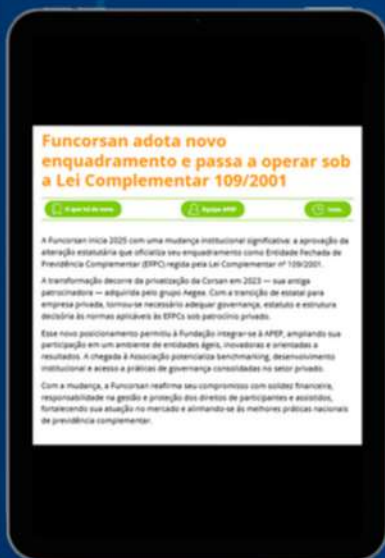 Funcorsan adota novo
enquadramento e passa a operar sob
a Lei Complementar 109/2001
O que há de novo
Equipe APEP
A Funcorsan inicia 2025 com uma mudança institucional significativa: a aprovação da
alteração estatutária que oficializa seu enquadramento como Entidade Fechada de
Previdência Complementar (EFPC) regida pela Lei Complementar nº 109/2001.
A transformação decorre da privatização da Corsan em 2023 — sua antiga
patrocinadora — adquirida pelo grupo Aegea. Com a transição de estatal para
empresa privada, tornou-se necessário adequar governança, estatuto e estrutura
decisória às normas aplicáveis às EFPCs sob patrocínio privado.
Esse novo posicionamento permitiu à Fundação integrar-se à APEP, ampliando sua
participação em um ambiente de entidades ágeis, inovadoras e orientadas a
resultados. A chegada à Associação potencializa benchmarking, desenvolvimento
institucional e acesso a práticas de governança consolidadas no setor privado.
Com a mudança, a Funcorsan reafirma seu compromisso com solidez financeira,
responsabilidade na gestão e proteção dos direitos de participantes e assistidos,
fortalecendo sua atuação no mercado e alinhando-se às melhores práticas nacionais
de previdência complementar.